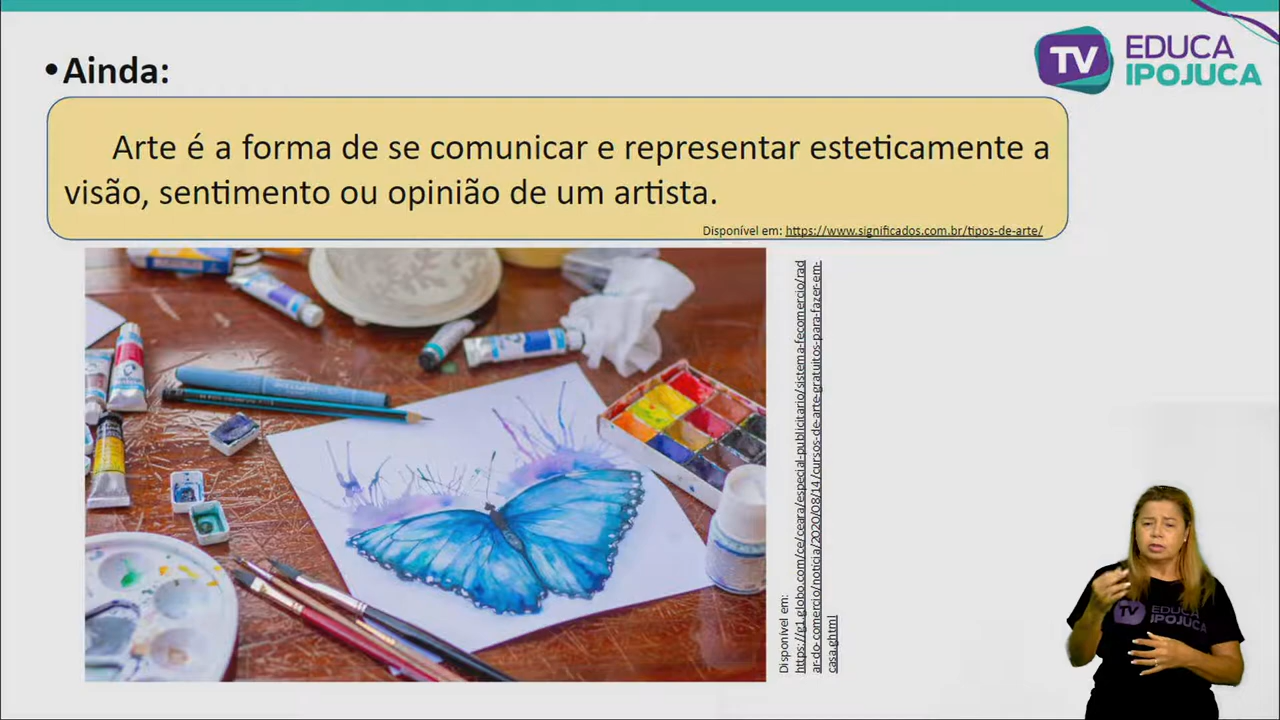 •Ainda:
TV EDUCA
IPOJUCA
Arte é a forma de se comunicar e representar esteticamente a
visão, sentimento ou opinião de um artista.
Disponível em: https://www.significados.com.br/tipos-de-arte/
Disponível em:
https://g1.globo.com/ce/ceara/especial-publicitario/sistema-fecomercio/rad
ar-do-comercio/noticia/2020/08/14/cursos-de-arte-gratuitos-para-fazer-em-
casa.ghtml
TV EDUCA
IPOJUCA